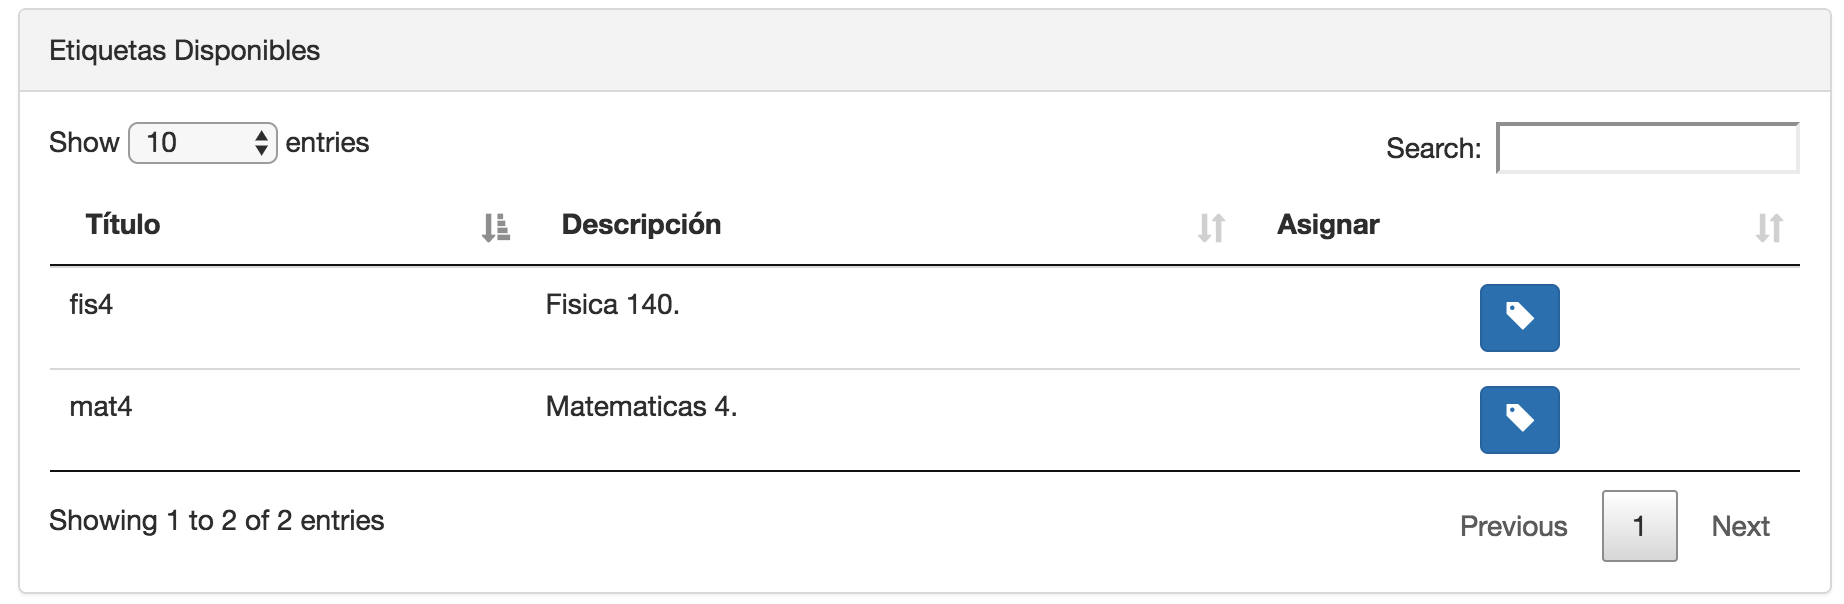 Etiquetas Disponibles
Show 10 entries
Search:
Título Descripción Asignar
fis4 Fisica 140.
mat4 Matematicas 4.
Showing 1 to 2 of 2 entries
Previous 1 Next